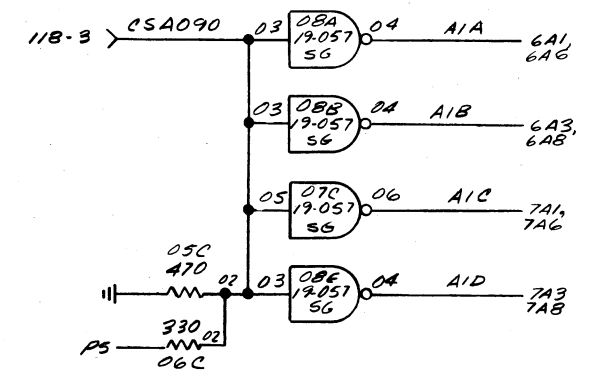 118-3 CSA090 03 08A 04 A1A 6A1,
19-057 6A6
SG
03 08B 04 A1B 6A3,
19-057 6A8
SG
05 07C 06 A1C 7A1,
19-057 7A6
SG
05C
470
02 03 08E 04 A1D 7A3
19-057 7A8
SG
330 02
P5
06C